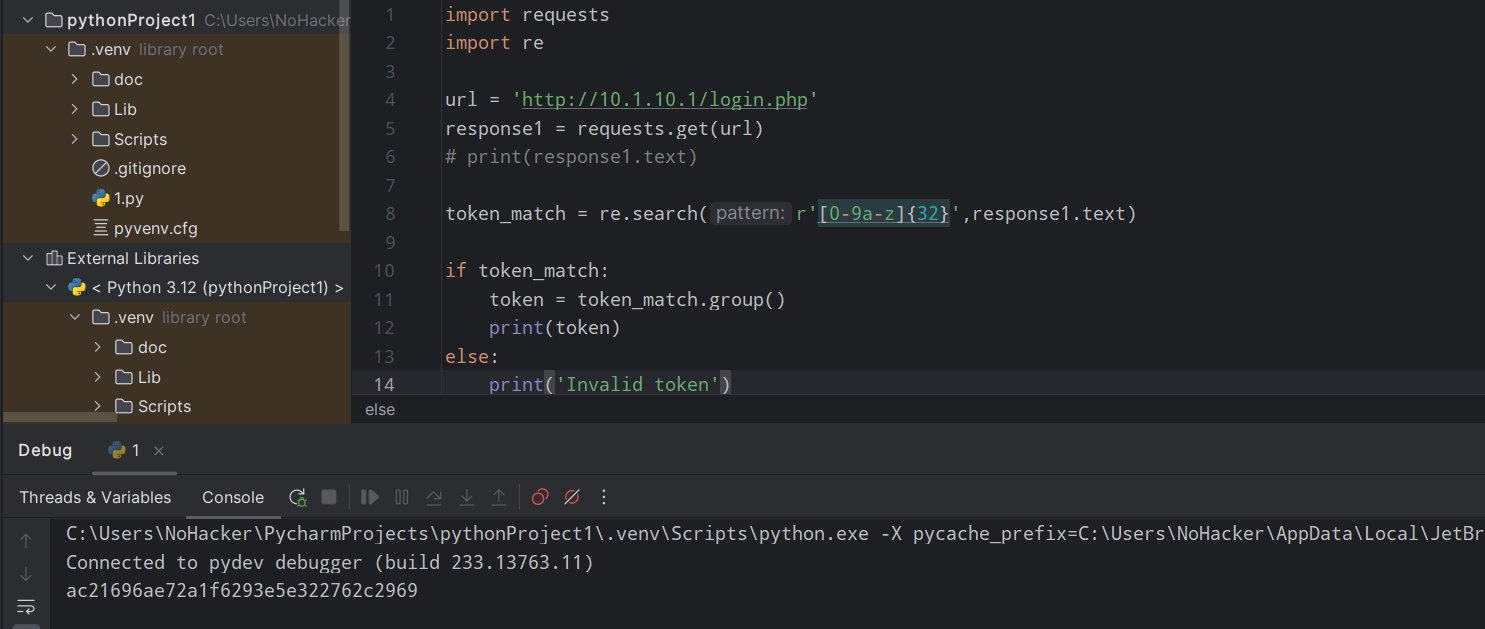 pythonProject1 C:\Users\NoHacker
.venv library root
doc
Lib
Scripts
.gitignore
1.py
pyvenv.cfg
External Libraries
< Python 3.12 (pythonProject1) >
.venv library root
doc
Lib
Scripts
1 import requests
2 import re
3
4 url = 'http://10.1.10.1/login.php'
5 response1 = requests.get(url)
6 # print(response1.text)
7
8 token_match = re.search( pattern: r'[0-9a-z]{32}',response1.text)
9
10 if token_match:
11 token = token_match.group()
12 print(token)
13 else:
14 print('Invalid token')
else
Debug 1
Threads & Variables Console
C:\Users\NoHacker\PycharmProjects\pythonProject1\.venv\Scripts\python.exe -X pycache_prefix=C:\Users\NoHacker\AppData\Local\JetBr
Connected to pydev debugger (build 233.13763.11)
ac21696ae72a1f6293e5e322762c2969